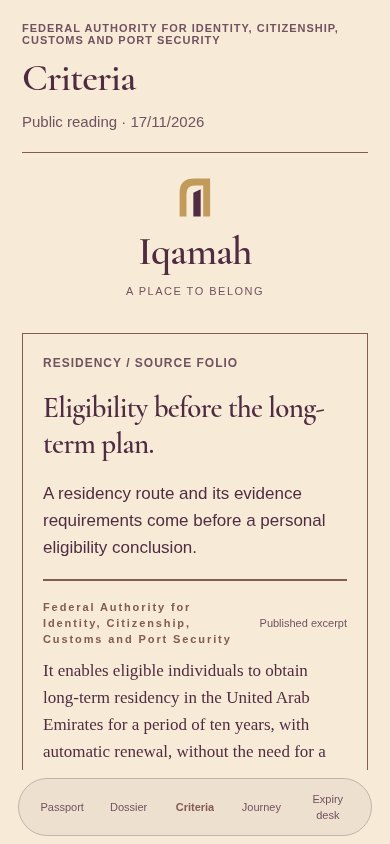 FEDERAL AUTHORITY FOR IDENTITY, CITIZENSHIP,
CUSTOMS AND PORT SECURITY
Criteria
Public reading · 17/11/2026
Iqamah
A PLACE TO BELONG
RESIDENCY / SOURCE FOLIO
Eligibility before the long-
term plan.
A residency route and its evidence
requirements come before a personal
eligibility conclusion.
Federal Authority for
Identity, Citizenship,
Customs and Port Security
Published excerpt
It enables eligible individuals to obtain
long-term residency in the United Arab
Emirates for a period of ten years, with
automatic renewal, without the need for a
Passport
Dossier
Criteria
Journey
Expiry
desk